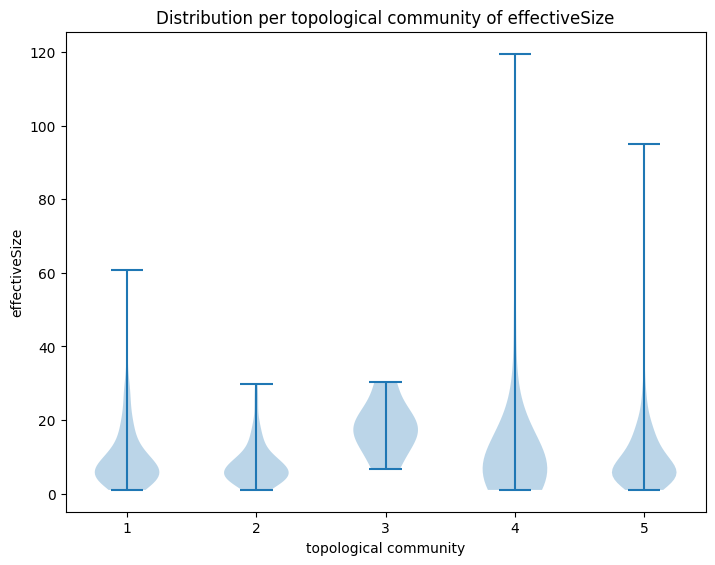 Distribution per topological community of effectiveSize
120
100
80
60
40
20
0
effectiveSize
1 2 3 4 5
topological community